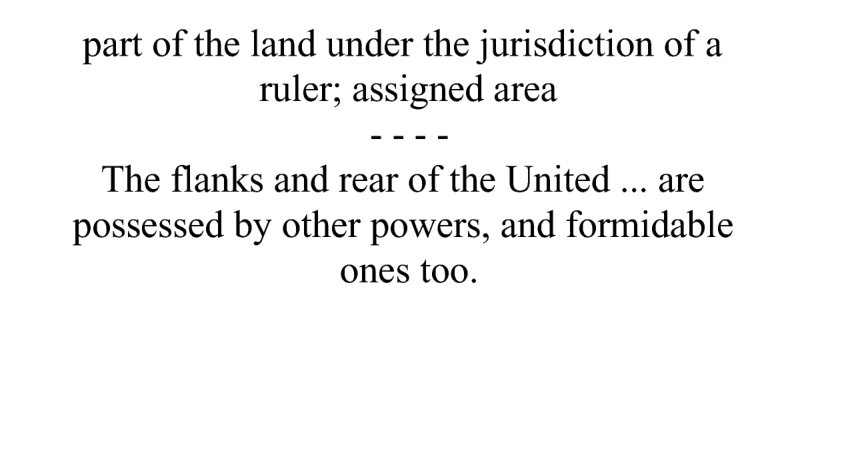 part of the land under the jurisdiction of a
ruler; assigned area
- - - -
The flanks and rear of the United ... are
possessed by other powers, and formidable
ones too.